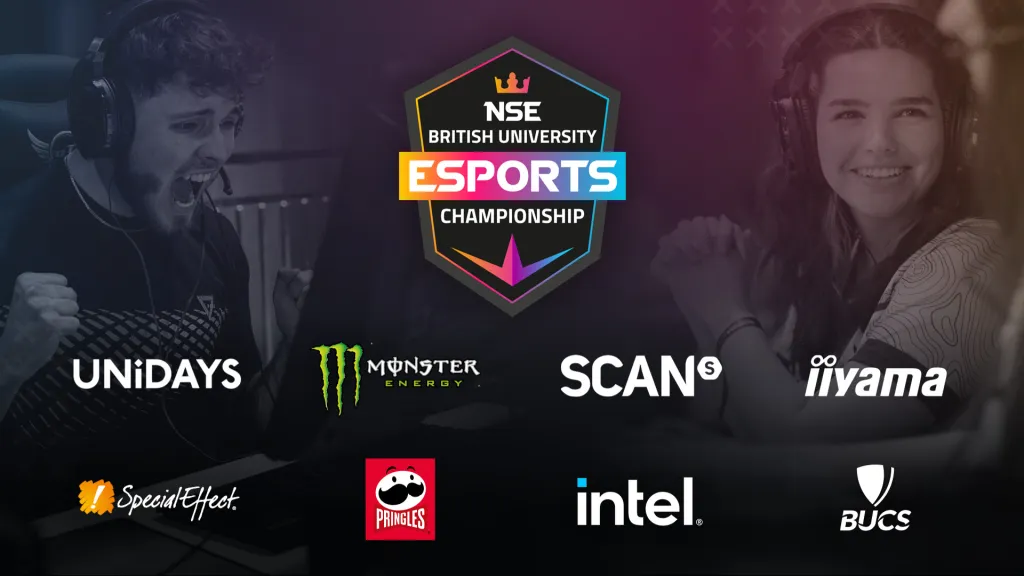 NSE
BRITISH UNIVERSITY
ESPORTS
CHAMPIONSHIP
UNiDAYS
MONSTER
ENERGY
SCAN S
iiyama
! SpecialEffect®
PRINGLES
intel®
BUCS